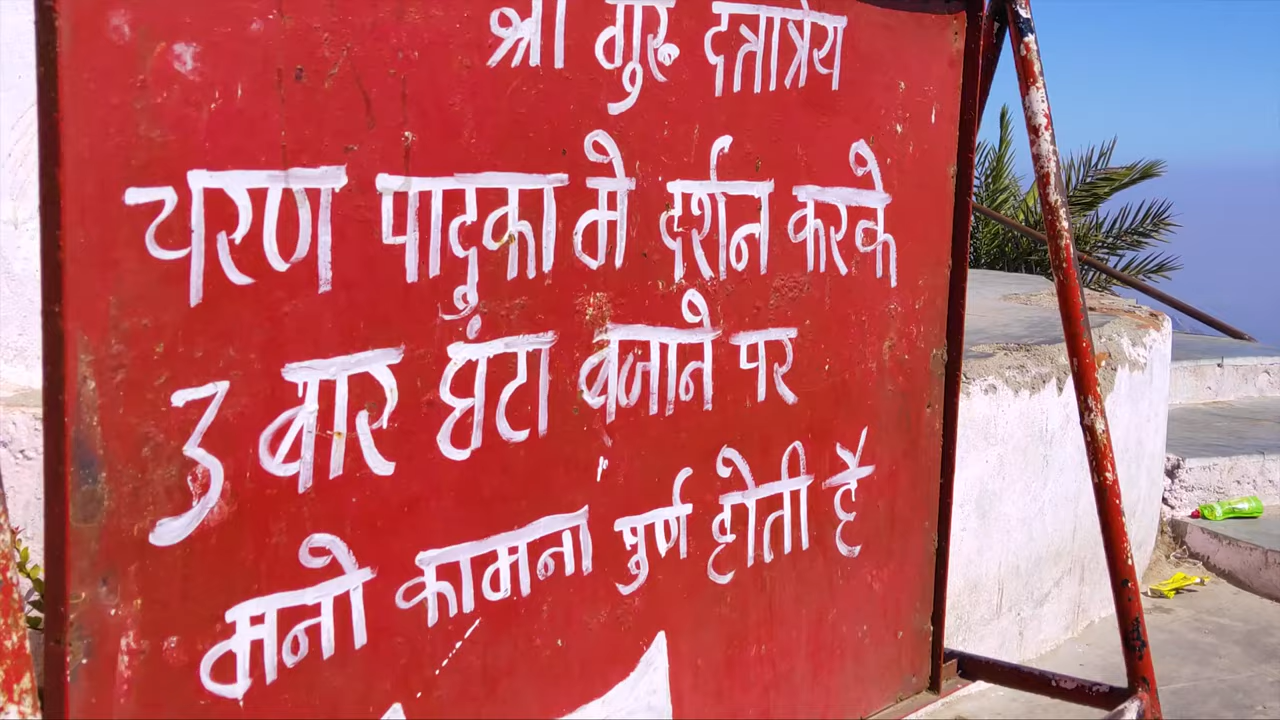 श्री गुरु दत्तात्रेय
चरण पादुका मे दर्शन करके
3 बार घंटा बजाने पर
मनो कामना पुर्ण होती है